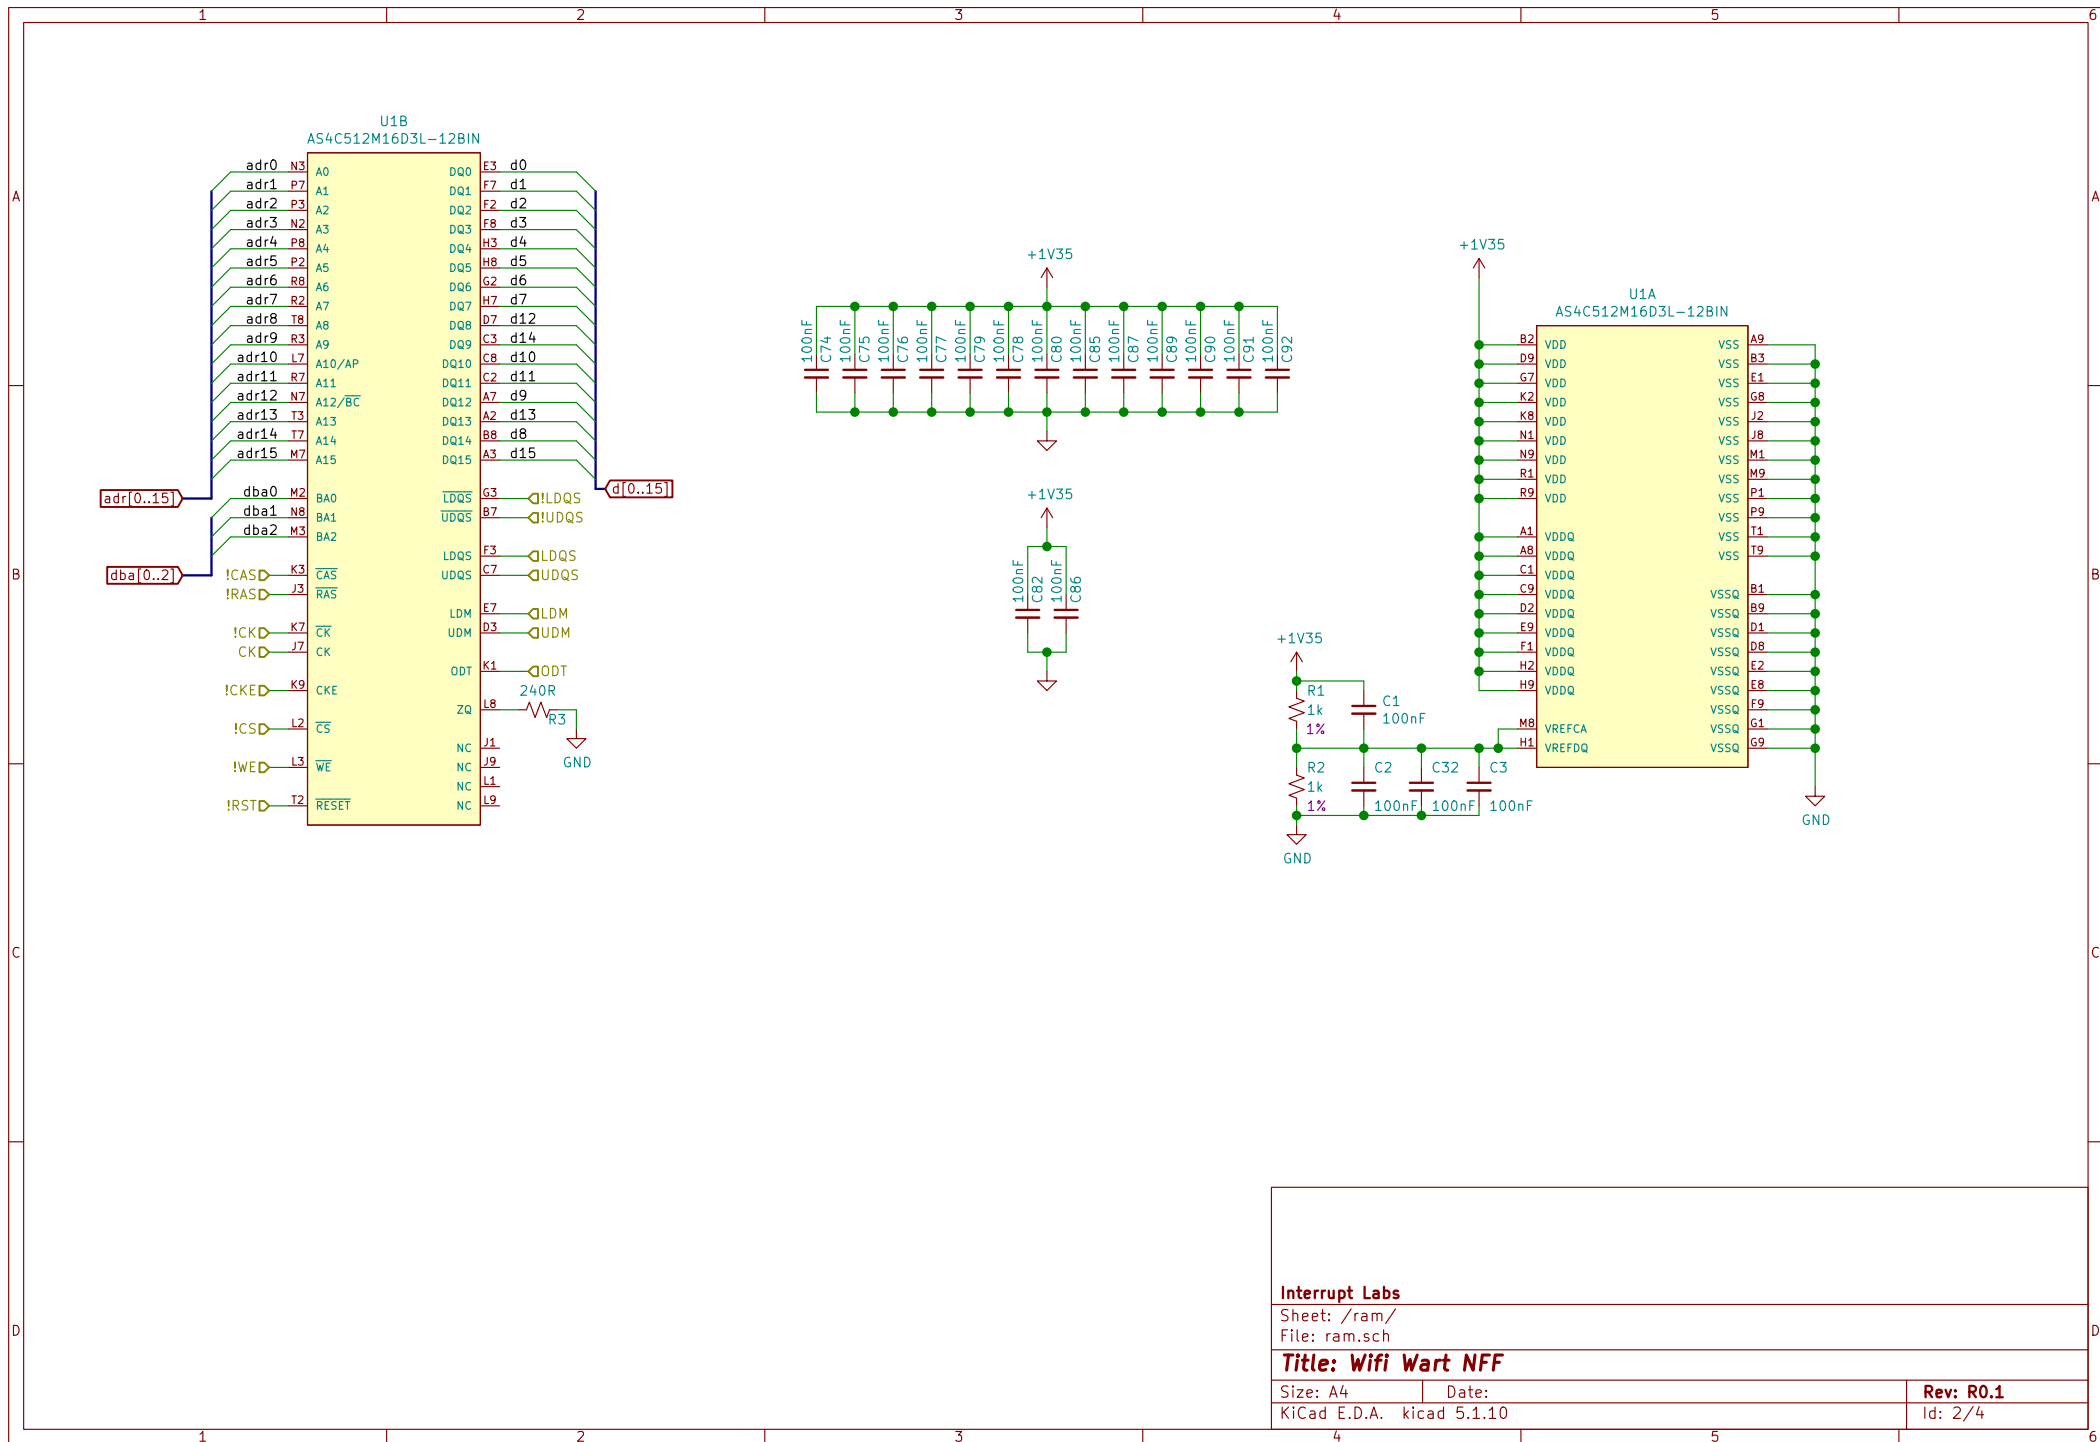 1 2 3 4 5 6
A
B
C
D
U1B
AS4C512M16D3L-12BIN
adr0 N3 A0 DQ0 E3 d0
adr1 P7 A1 DQ1 F7 d1
adr2 P3 A2 DQ2 F2 d2
adr3 N2 A3 DQ3 F8 d3
adr4 P8 A4 DQ4 H3 d4
adr5 P2 A5 DQ5 H8 d5
adr6 R8 A6 DQ6 G2 d6
adr7 R2 A7 DQ7 H7 d7
adr8 T8 A8 DQ8 D7 d12
adr9 R3 A9 DQ9 C3 d14
adr10 L7 A10/AP DQ10 C8 d10
adr11 R7 A11 DQ11 C2 d11
adr12 N7 A12/BC DQ12 A7 d9
adr13 T3 A13 DQ13 A2 d13
adr14 T7 A14 DQ14 B8 d8
adr15 M7 A15 DQ15 A3 d15
adr[0..15] d[0..15]
dba0 M2 BA0 LDQS G3 !LDQS
dba1 N8 BA1 UDQS B7 !UDQS
dba2 M3 BA2
LDQS F3 LDQS
dba[0..2] !CAS K3 CAS UDQS C7 UDQS
!RAS J3 RAS
LDM E7 LDM
!CK K7 CK UDM D3 UDM
CK J7 CK
ODT K1 ODT
!CKE K9 CKE 240R
ZQ L8 R3
!CS L2 CS
NC J1
GND
!WE L3 WE NC J9
NC L1
!RST T2 RESET NC L9
+1V35
100nF C74
100nF C75
100nF C76
100nF C77
100nF C79
100nF C78
100nF C80
100nF C85
100nF C87
100nF C89
100nF C90
100nF C91
100nF C92
+1V35
100nF C82
100nF C86
+1V35
R1
1k
1%
C1
100nF
R2
1k
1%
C2
100nF
C32
100nF
C3
100nF
GND
+1V35
U1A
AS4C512M16D3L-12BIN
B2 VDD VSS A9
D9 VDD VSS B3
G7 VDD VSS E1
K2 VDD VSS G8
K8 VDD VSS J2
N1 VDD VSS J8
N9 VDD VSS M1
R1 VDD VSS M9
R9 VDD VSS P1
VSS P9
A1 VDDQ VSS T1
A8 VDDQ VSS T9
C1 VDDQ
C9 VDDQ VSSQ B1
D2 VDDQ VSSQ B9
E9 VDDQ VSSQ D1
F1 VDDQ VSSQ D8
H2 VDDQ VSSQ E2
H9 VDDQ VSSQ E8
VSSQ F9
M8 VREFCA VSSQ G1
H1 VREFDQ VSSQ G9
GND
A
B
C
D
Interrupt Labs
Sheet: /ram/
File: ram.sch
Title: Wifi Wart NFF
Size: A4 Date: Rev: R0.1
KiCad E.D.A. kicad 5.1.10 Id: 2/4
1 2 3 4 5 6